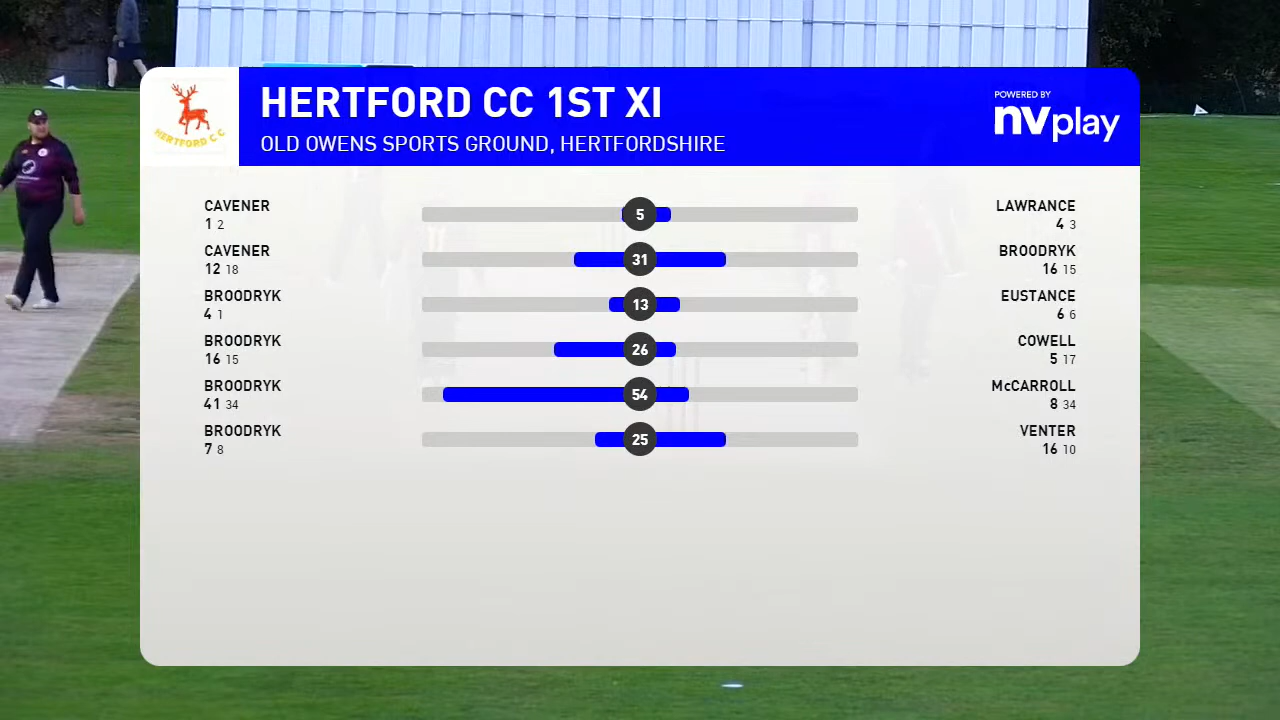 HERTFORD CC 1ST XI
OLD OWENS SPORTS GROUND, HERTFORDSHIRE
POWERED BY
nvplay
HERTFORD C C
CAVENER 5 LAWRANCE
1 2 4 3
CAVENER 31 BROODRYK
12 18 16 15
BROODRYK 13 EUSTANCE
4 1 6 6
BROODRYK 26 COWELL
16 15 5 17
BROODRYK 54 McCARROLL
41 34 8 34
BROODRYK 25 VENTER
7 8 16 10